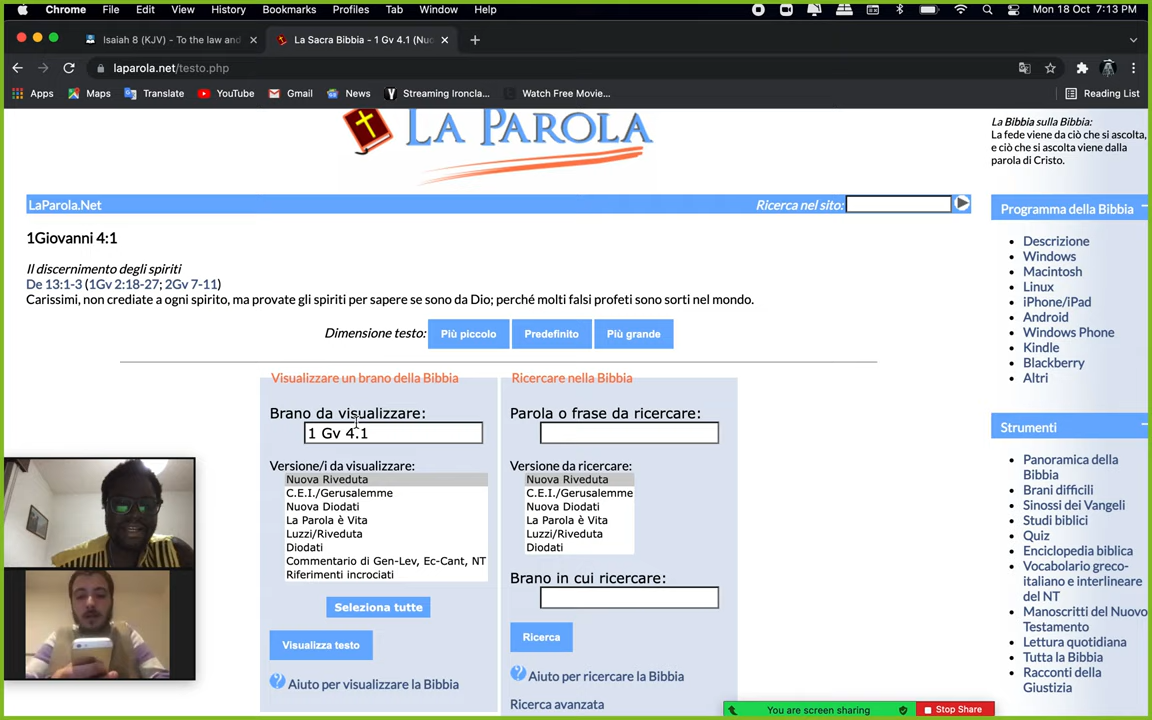 Chrome File Edit View History Bookmarks Profiles Tab Window Help Mon 18 Oct 7:13 PM
Isaiah 8 (KJV) - To the law and La Sacra Bibbia - 1 Gv 4.1 (Nuo
laparola.net/testo.php
Apps Maps Translate YouTube Gmail News Streaming Ironcla... Watch Free Movie... Reading List
LA PAROLA
La Bibbia sulla Bibbia:
La fede viene da ciò che si ascolta,
e ciò che si ascolta viene dalla
parola di Cristo.
LaParola.Net Ricerca nel sito:
1Giovanni 4:1
Il discernimento degli spiriti
De 13:1-3 (1Gv 2:18-27; 2Gv 7-11)
Carissimi, non crediate a ogni spirito, ma provate gli spiriti per sapere se sono da Dio; perché molti falsi profeti sono sorti nel mondo.
Dimensione testo: Più piccolo Predefinito Più grande
Visualizzare un brano della Bibbia
Brano da visualizzare:
1 Gv 4.1
Versione/i da visualizzare:
Nuova Riveduta
C.E.I./Gerusalemme
Nuova Diodati
La Parola è Vita
Luzzi/Riveduta
Diodati
Commentario di Gen-Lev, Ec-Cant, NT
Riferimenti incrociati
Seleziona tutte
Visualizza testo
Aiuto per visualizzare la Bibbia
Ricercare nella Bibbia
Parola o frase da ricercare:
Versione da ricercare:
Nuova Riveduta
C.E.I./Gerusalemme
Nuova Diodati
La Parola è Vita
Luzzi/Riveduta
Diodati
Brano in cui ricercare:
Ricerca
Aiuto per ricercare la Bibbia
Ricerca avanzata
Programma della Bibbia
Descrizione
Windows
Macintosh
Linux
iPhone/iPad
Android
Windows Phone
Kindle
Blackberry
Altri
Strumenti
Panoramica della
Bibbia
Brani difficili
Sinossi dei Vangeli
Studi biblici
Quiz
Enciclopedia biblica
Vocabolario greco-
italiano e interlineare
del NT
Manoscritti del Nuovo
Testamento
Lettura quotidiana
Tutta la Bibbia
Racconti della
Giustizia
You are screen sharing Stop Share